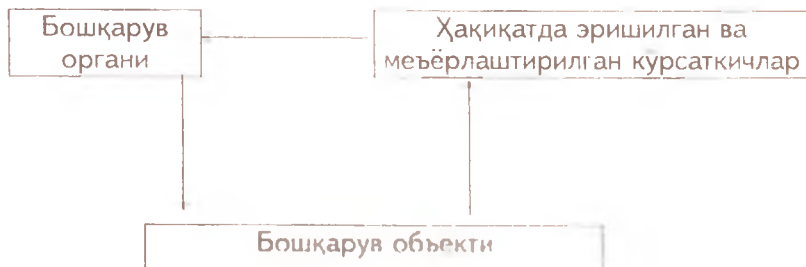 Бошқарув
органи
Ҳақиқатда эришилган ва
меъёрлаштирилган курсаткичлар
Бошқарув объекти